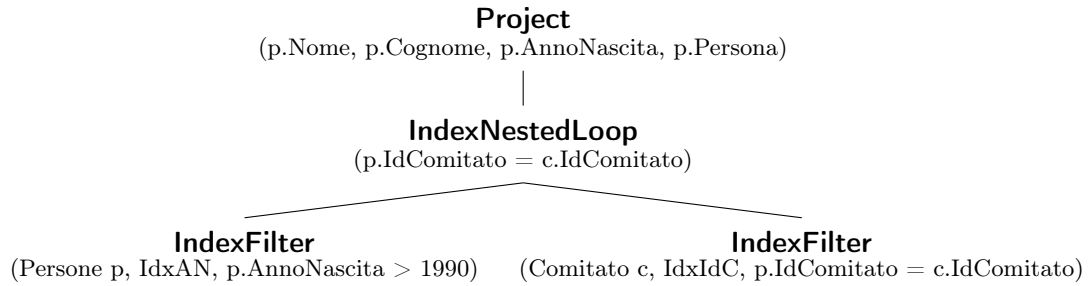 Project
(p.Nome, p.Cognome, p.AnnoNascita, p.Persona)
IndexNestedLoop
(p.IdComitato = c.IdComitato)
IndexFilter
(Persone p, IdxAN, p.AnnoNascita > 1990)
IndexFilter
(Comitato c, IdxIdC, p.IdComitato = c.IdComitato)